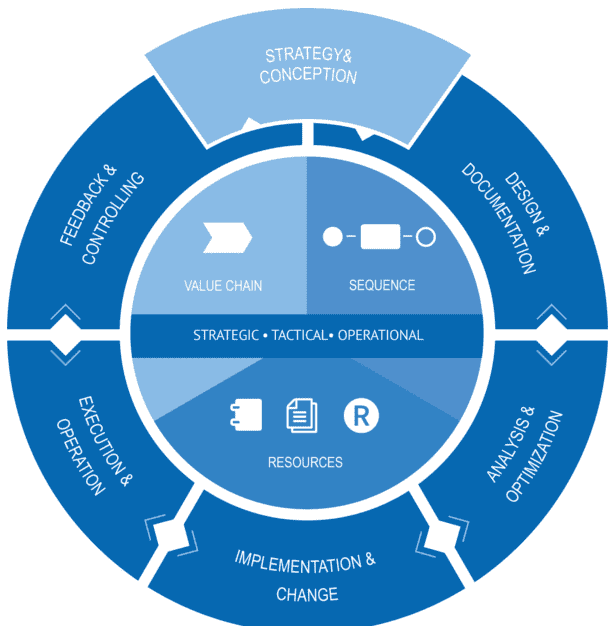 STRATEGY&
CONCEPTION
DESIGN &
DOCUMENTATION
ANALYSIS &
OPTIMIZATION
IMPLEMENTATION &
CHANGE
EXECUTION &
OPERATION
FEEDBACK &
CONTROLLING
VALUE CHAIN
SEQUENCE
STRATEGIC • TACTICAL• OPERATIONAL
R
RESOURCES